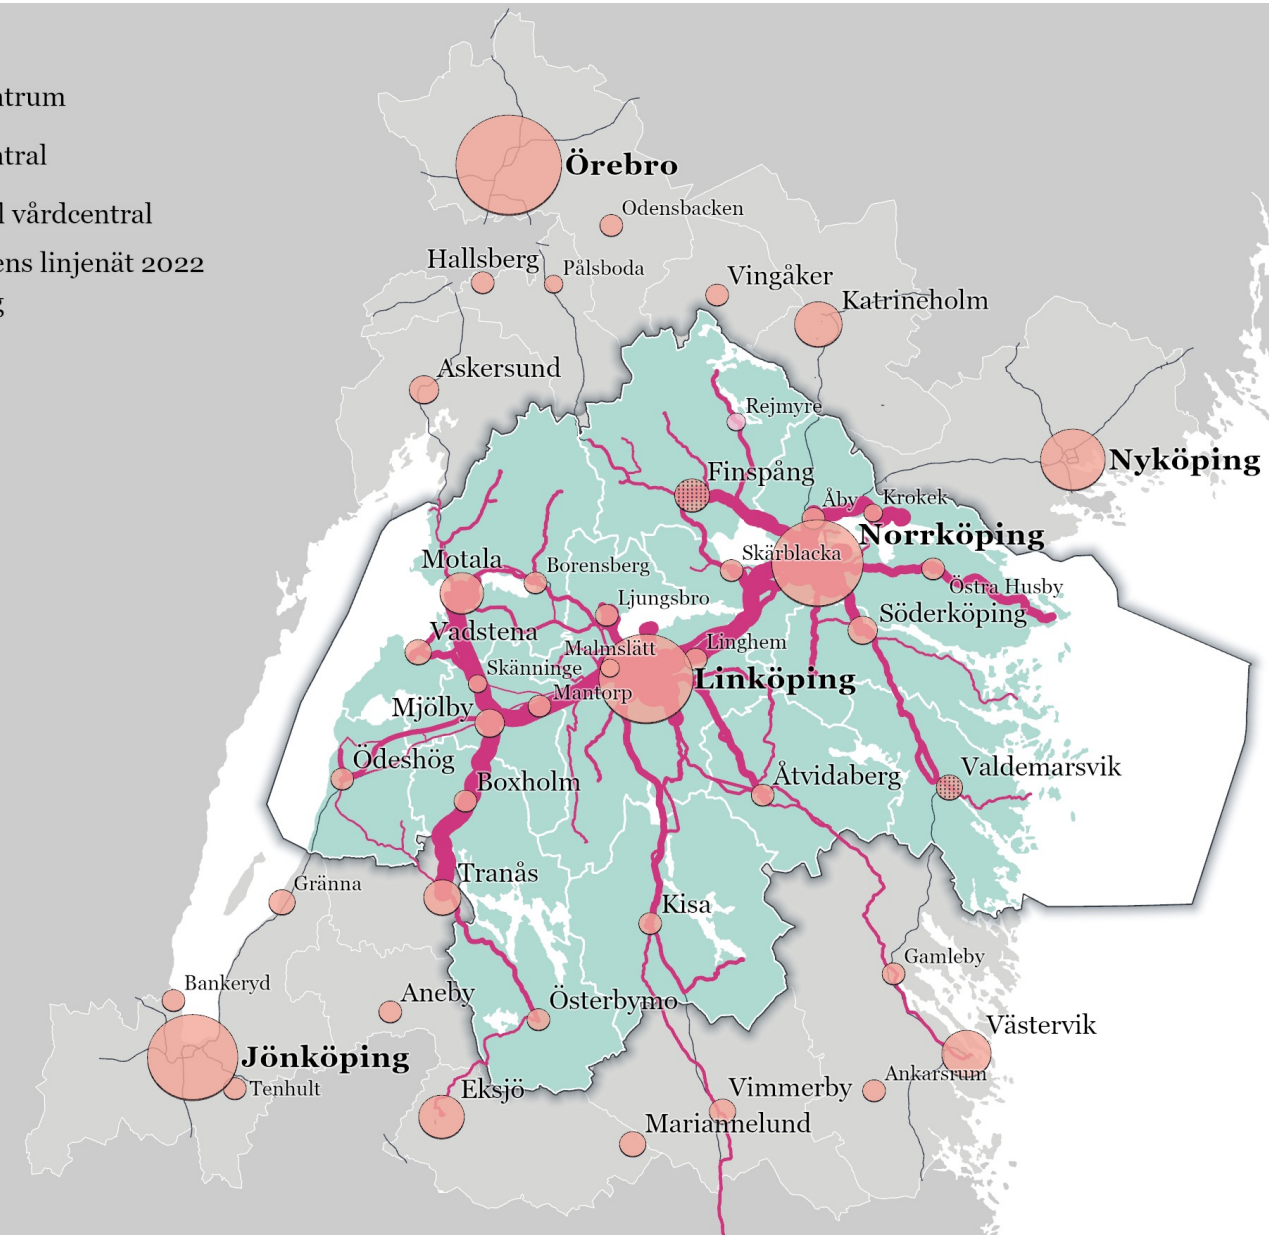 ntrum
ntral
l vårdcentral
ens linjenät 2022
g
Örebro
Odensbacken
Hallsberg
Pålsboda
Vingåker
Katrineholm
Askersund
Rejmyre
Nyköping
Finspång
Åby
Krokek
Norrköping
Skärblacka
Motala
Borensberg
Östra Husby
Ljungsbro
Söderköping
Vadstena
Malmslätt
Linghem
Skänninge
Linköping
Mantorp
Mjölby
Ödeshög
Valdemarsvik
Boxholm
Åtvidaberg
Tranås
Gränna
Kisa
Gamleby
Bankeryd
Aneby
Österbymo
Västervik
Jönköping
Ankarsrum
Tenhult
Eksjö
Vimmerby
Mariannelund